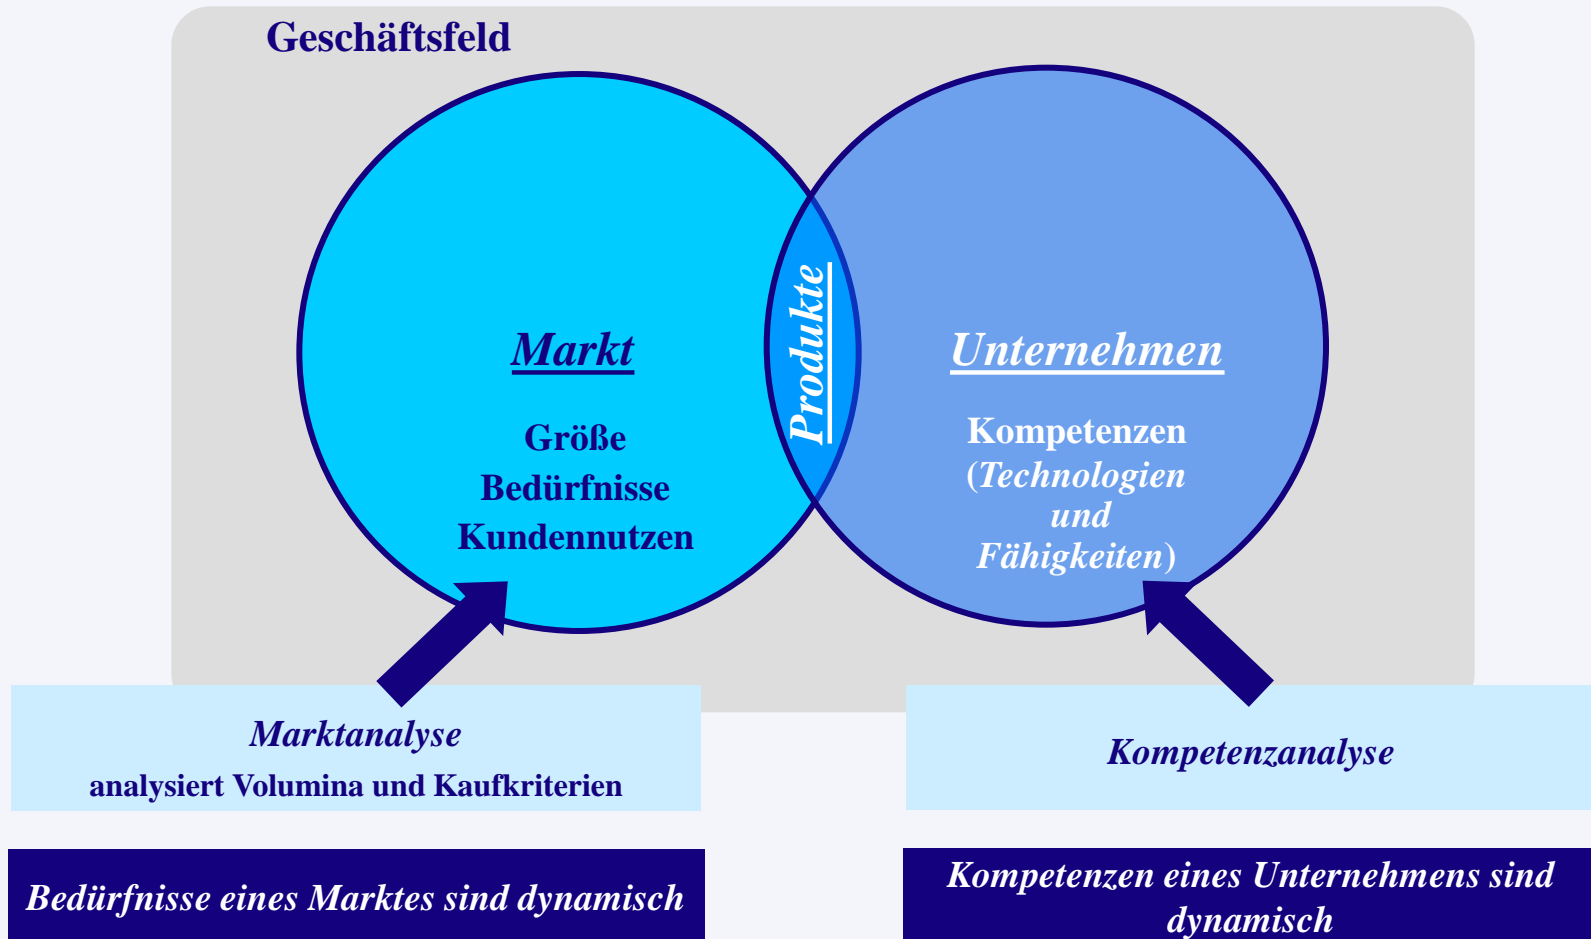 Geschäftsfeld
Markt
Größe
Bedürfnisse
Kundennutzen
Produkte
Unternehmen
Kompetenzen
(Technologien
und
Fähigkeiten)
Marktanalyse
analysiert Volumina und Kaufkriterien
Kompetenzanalyse
Bedürfnisse eines Marktes sind dynamisch
Kompetenzen eines Unternehmens sind
dynamisch